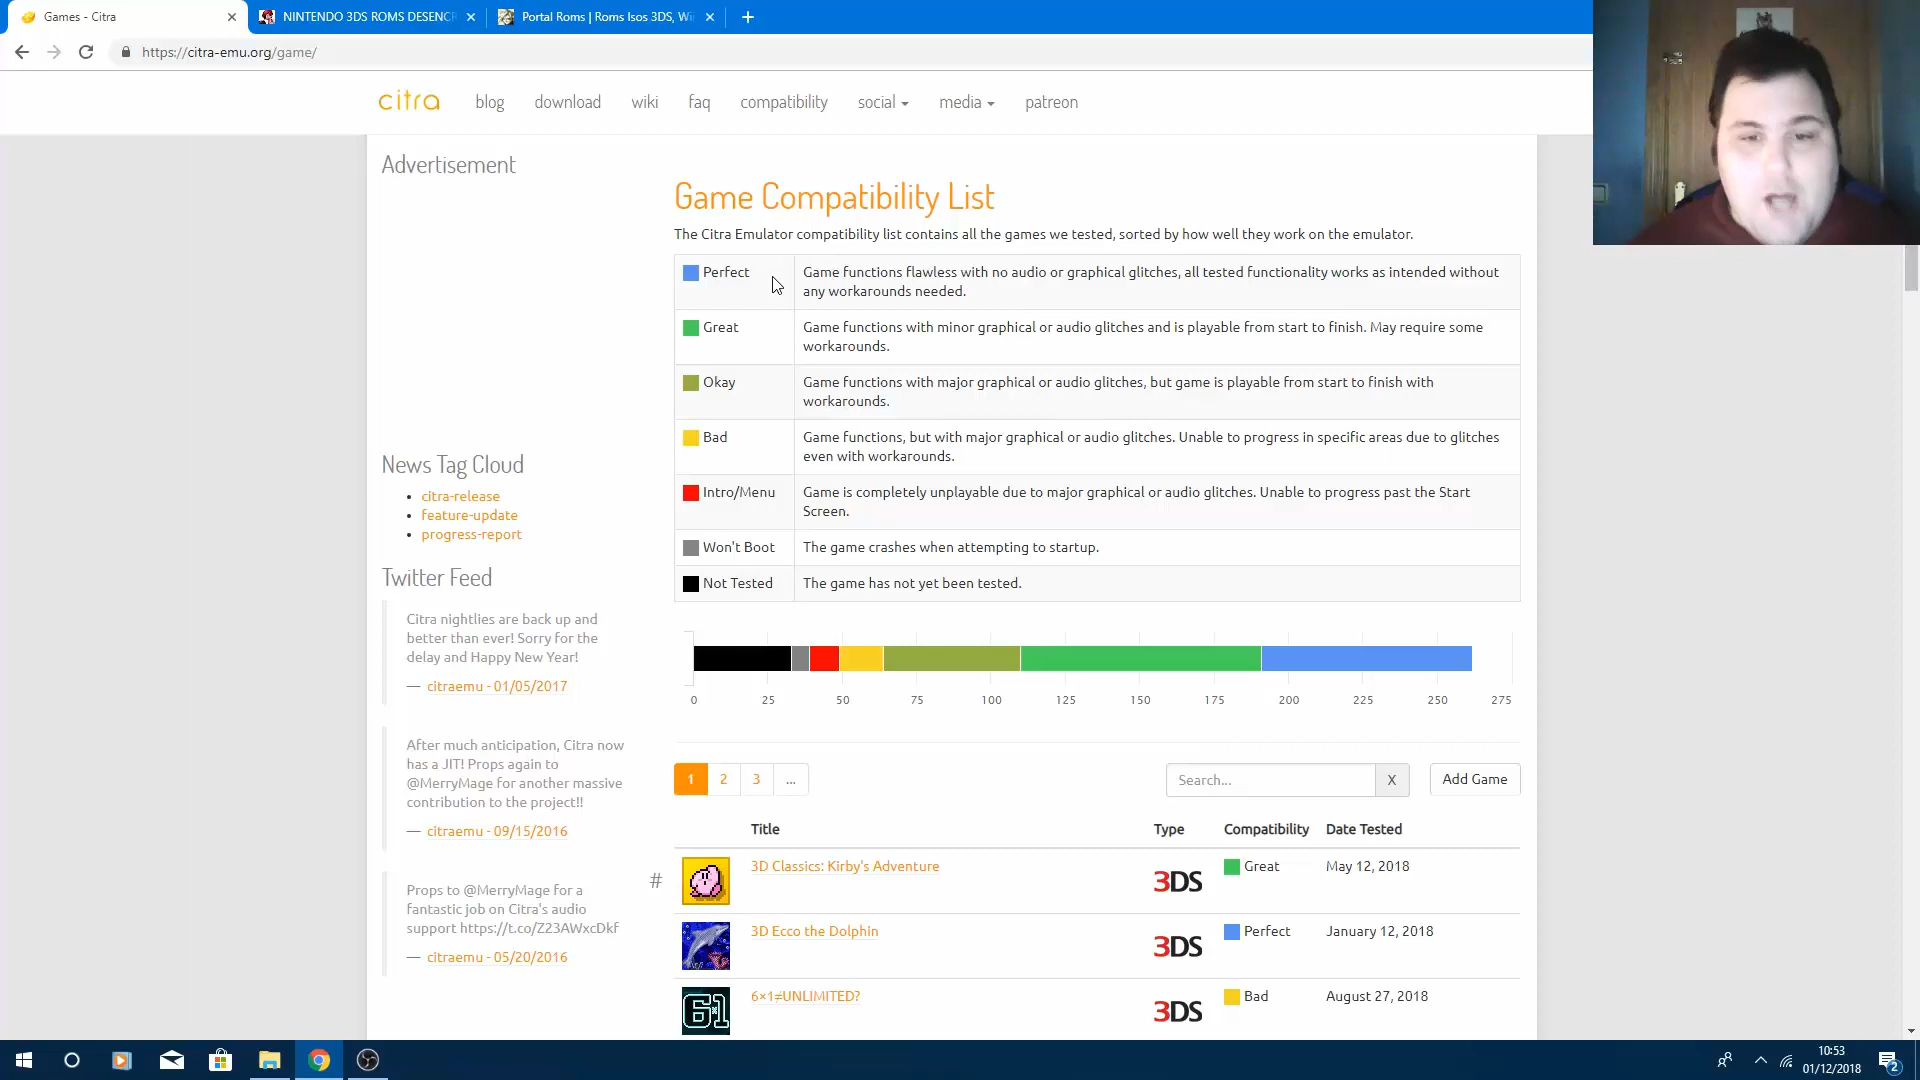 Games - Citra
NINTENDO 3DS ROMS DESENCR
Portal Roms | Roms Isos 3DS, Wi
https://citra-emu.org/game/
citra
blog
download
wiki
faq
compatibility
social
media
patreon
Advertisement
Game Compatibility List
The Citra Emulator compatibility list contains all the games we tested, sorted by how well they work on the emulator.
Perfect
Game functions flawless with no audio or graphical glitches, all tested functionality works as intended without
any workarounds needed.
Great
Game functions with minor graphical or audio glitches and is playable from start to finish. May require some
workarounds.
Okay
Game functions with major graphical or audio glitches, but game is playable from start to finish with
workarounds.
Bad
Game functions, but with major graphical or audio glitches. Unable to progress in specific areas due to glitches
even with workarounds.
Intro/Menu
Game is completely unplayable due to major graphical or audio glitches. Unable to progress past the Start
Screen.
Won't Boot
The game crashes when attempting to startup.
Not Tested
The game has not yet been tested.
News Tag Cloud
citra-release
feature-update
progress-report
Twitter Feed
Citra nightlies are back up and
better than ever! Sorry for the
delay and Happy New Year!
— citraemu - 01/05/2017
After much anticipation, Citra now
has a JIT! Props again to
@MerryMage for another massive
contribution to the project!!
— citraemu - 09/15/2016
Props to @MerryMage for a
fantastic job on Citra's audio
support https://t.co/Z23AWxcDkf
— citraemu - 05/20/2016
0 25 50 75 100 125 150 175 200 225 250 275
1 2 3 ...
Search...
X
Add Game
Title Type Compatibility Date Tested
#
3D Classics: Kirby's Adventure 3DS Great May 12, 2018
3D Ecco the Dolphin 3DS Perfect January 12, 2018
61
6×1≠UNLIMITED? 3DS Bad August 27, 2018
10:53
01/12/2018
2